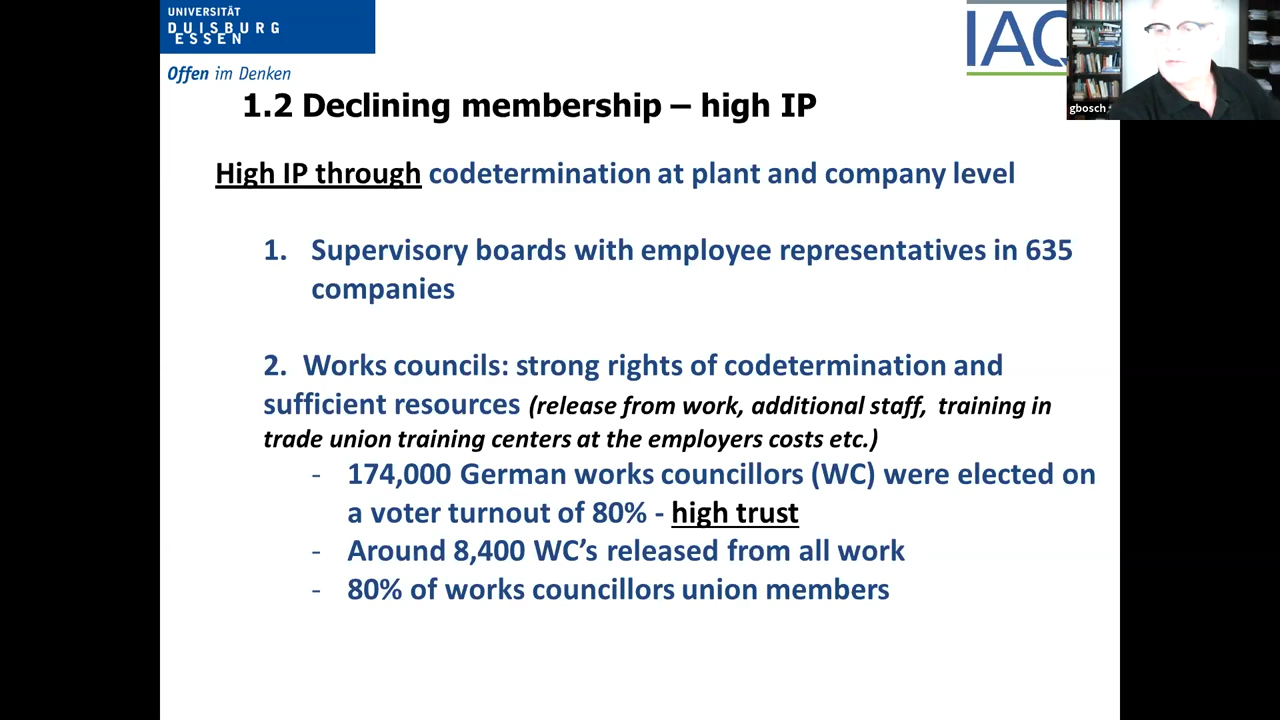 UNIVERSITÄT
DUISBURG
ESSEN
Offen im Denken
IAQ
gbosch
1.2 Declining membership – high IP
High IP through codetermination at plant and company level
1. Supervisory boards with employee representatives in 635
companies
2. Works councils: strong rights of codetermination and
sufficient resources (release from work, additional staff, training in
trade union training centers at the employers costs etc.)
- 174,000 German works councillors (WC) were elected on
a voter turnout of 80% - high trust
- Around 8,400 WC’s released from all work
- 80% of works councillors union members